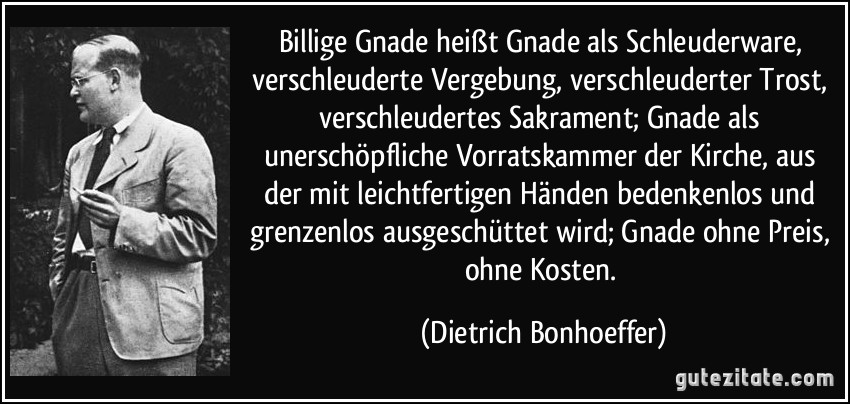 Billige Gnade heißt Gnade als Schleuderware,
verschleuderte Vergebung, verschleuderter Trost,
verschleudertes Sakrament; Gnade als
unerschöpfliche Vorratskammer der Kirche, aus
der mit leichtfertigen Händen bedenkenlos und
grenzenlos ausgeschüttet wird; Gnade ohne Preis,
ohne Kosten.
(Dietrich Bonhoeffer)
gutezitate.com